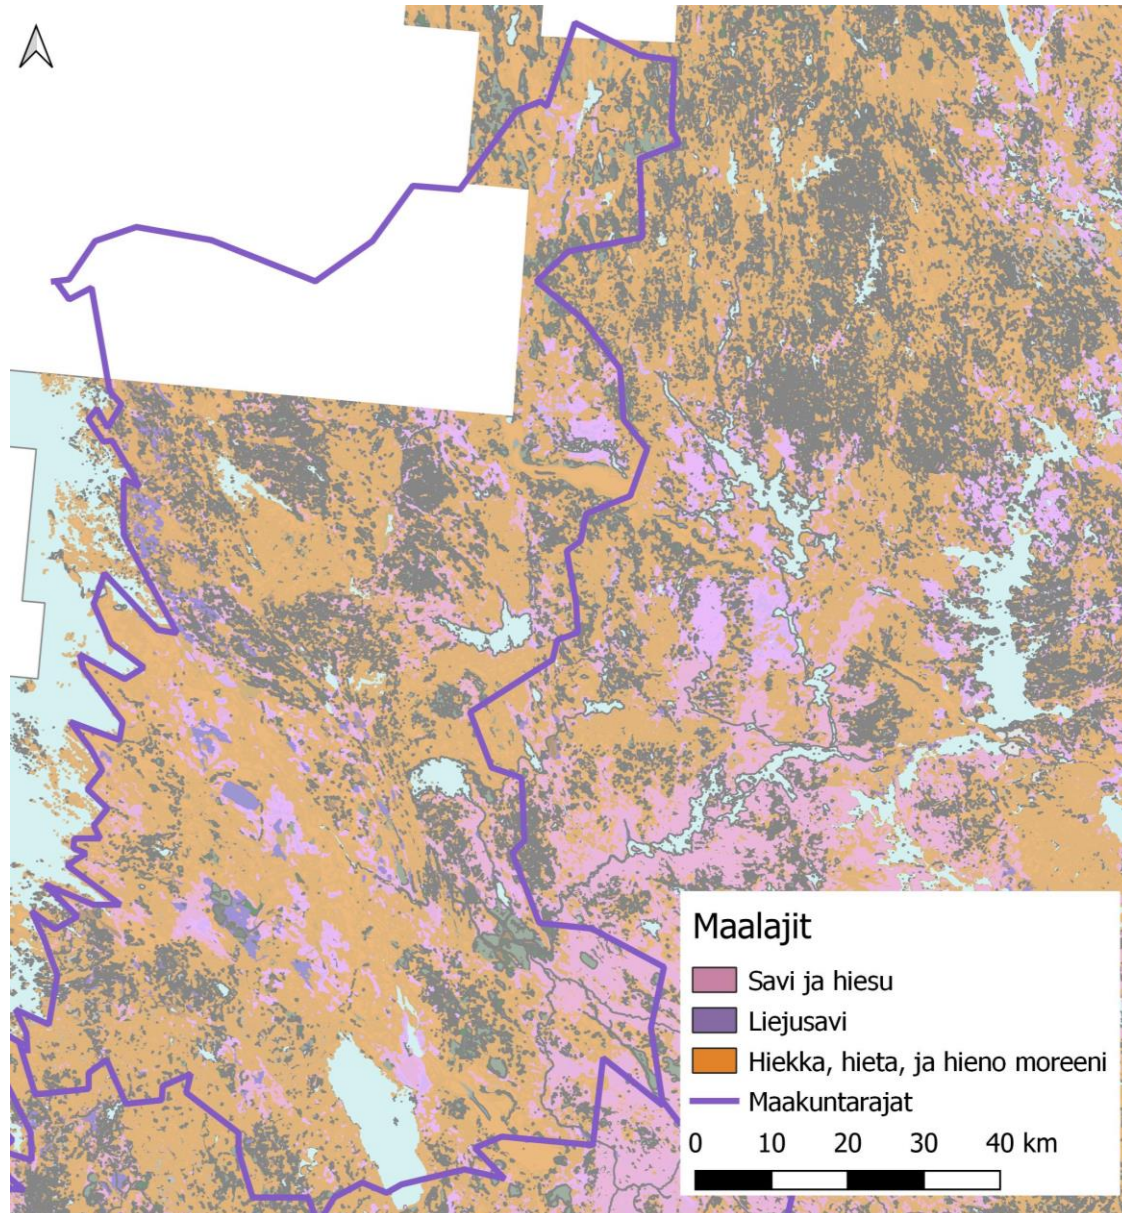 Maalajit
Savi ja hiesu
Liejusavi
Hiekka, hieta, ja hieno moreeni
Maakuntarajat
0 10 20 30 40 km